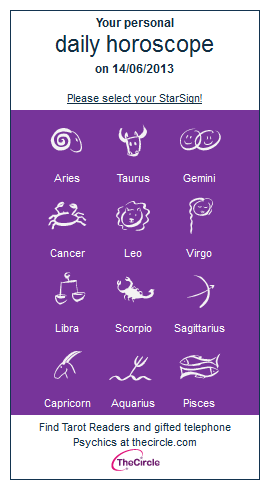 Your personal
daily horoscope
on 14/06/2013
Please select your StarSign!
Aries Taurus Gemini
Cancer Leo Virgo
Libra Scorpio Sagittarius
Capricorn Aquarius Pisces
Find Tarot Readers and gifted telephone
Psychics at thecircle.com
TheCircle